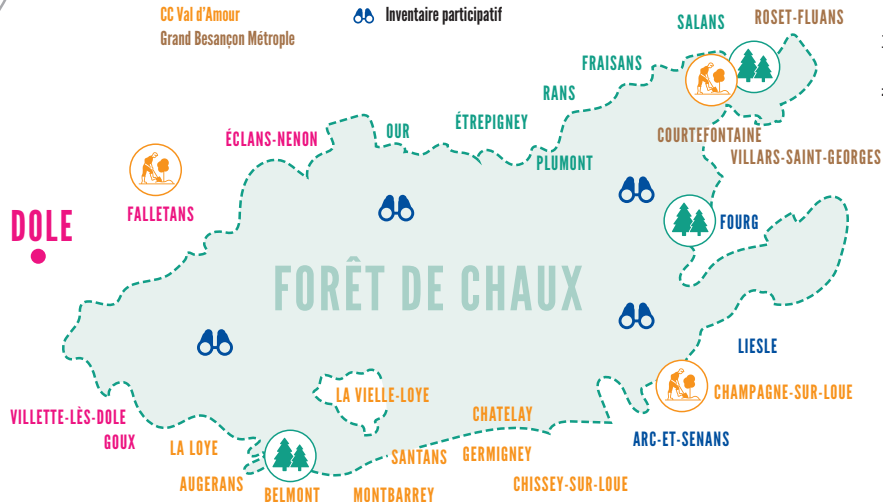 CC Val d'Amour
Grand Besançon Métrople
Inventaire participatif
SALANS
ROSET-FLUANS
FRAISANS
RANS
ÉTREPIGNEY
OUR
ÉCLANS-NENON
COURTEFONTAINE
PLUMONT
VILLARS-SAINT-GEORGES
FALLETANS
DOLE
FOURG
FORÊT DE CHAUX
LIESLE
LA VIELLE-LOYE
CHAMPAGNE-SUR-LOUE
VILLETTE-LÈS-DOLE
CHATELAY
GOUX
ARC-ET-SENANS
LA LOYE
SANTANS
GERMIGNEY
AUGERANS
CHISSEY-SUR-LOUE
BELMONT
MONTBARREY